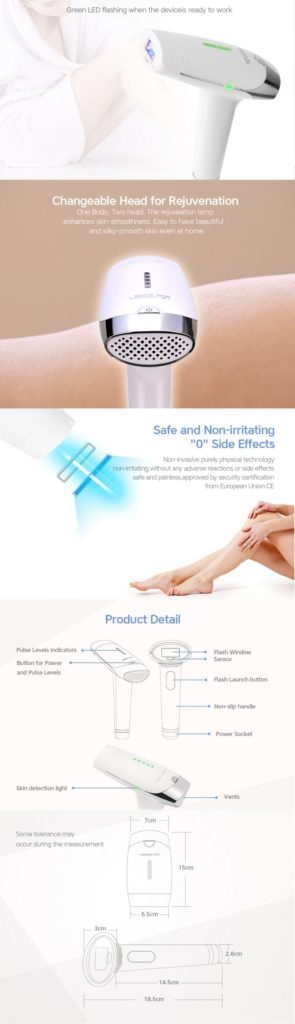 Green LED flashing when the deviceis ready to work
Changeable Head for Rejuvenation
One Body, Two head. The rejuveation lamp
enhances skin smoothness. Easy to have beautiful
and silky-smooth skin even at home
LESCOLTON
Safe and Non-irritating
"0" Side Effects
Non-invasive purely physical technology
non-irritating,without any adverse reactions or side effects
safe and painless,approved by security certification
from European Union CE
Product Detail
Pulse Levels Indicators
Button for Power
and Pulse Levels
Flash Window
Sensor
Flash Launch button
Non-slip handle
Power Socket
Skin detection light
Vents
Some tolerance may
occur during the measurement
7cm
LESCOLTON
15cm
6.5cm
3cm
2.6cm
14.5cm
18.5cm